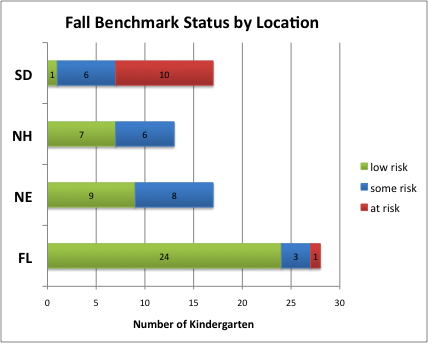 Fall Benchmark Status by Location
SD
1
6
10
NH
7
6
NE
9
8
FL
24
3
1
low risk
some risk
at risk
0
5
10
15
20
25
30
Number of Kindergarten